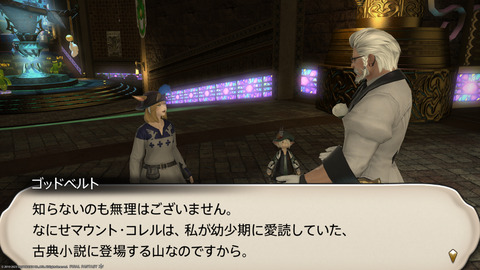 ゴッドベルト
知らないのも無理はございません。
なにせマウント・コレルは、私が幼少期に愛読していた、
古典小説に登場する山なのですから。